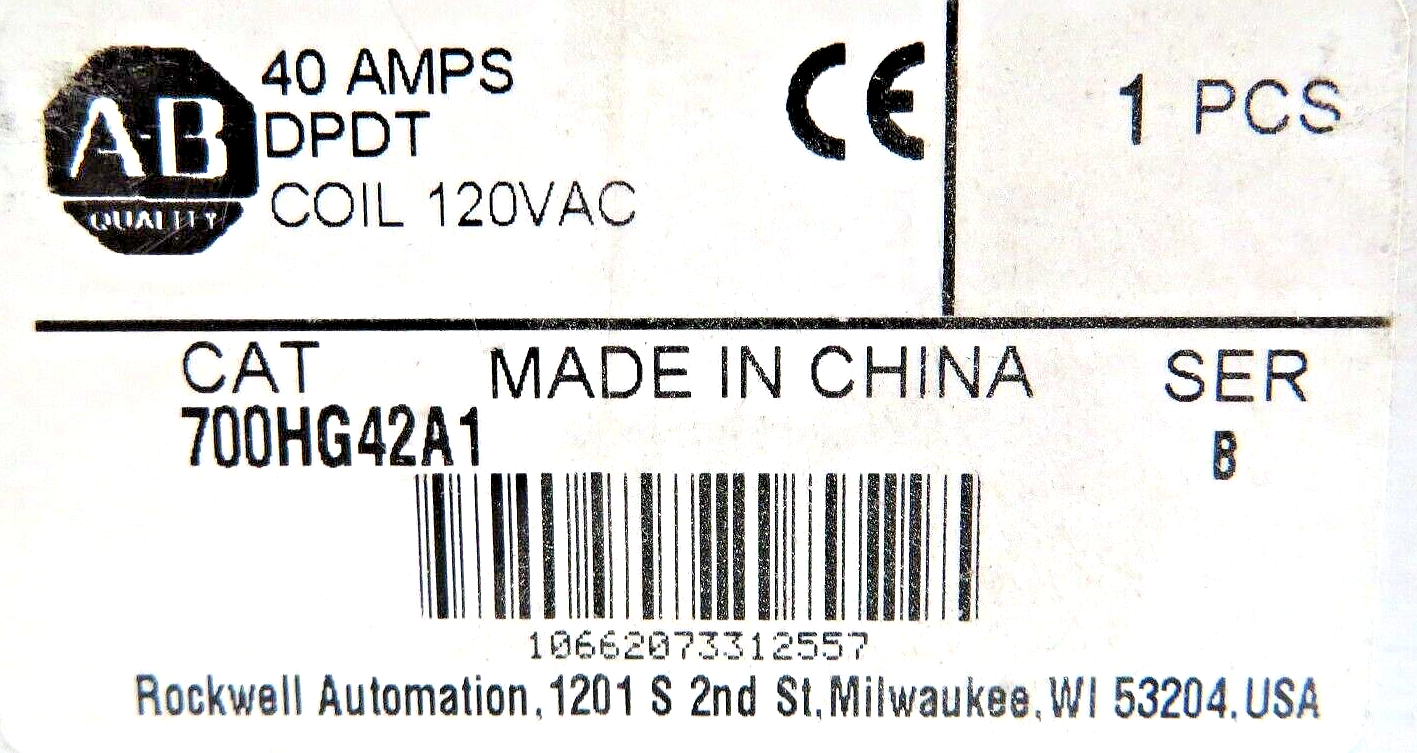 A-B
QUALITY
40 AMPS
DPDT
COIL 120VAC
CE
1 PCS
CAT
700HG42A1
MADE IN CHINA
SER
B
10662073312557
Rockwell Automation, 1201 S 2nd St, Milwaukee, WI 53204, USA